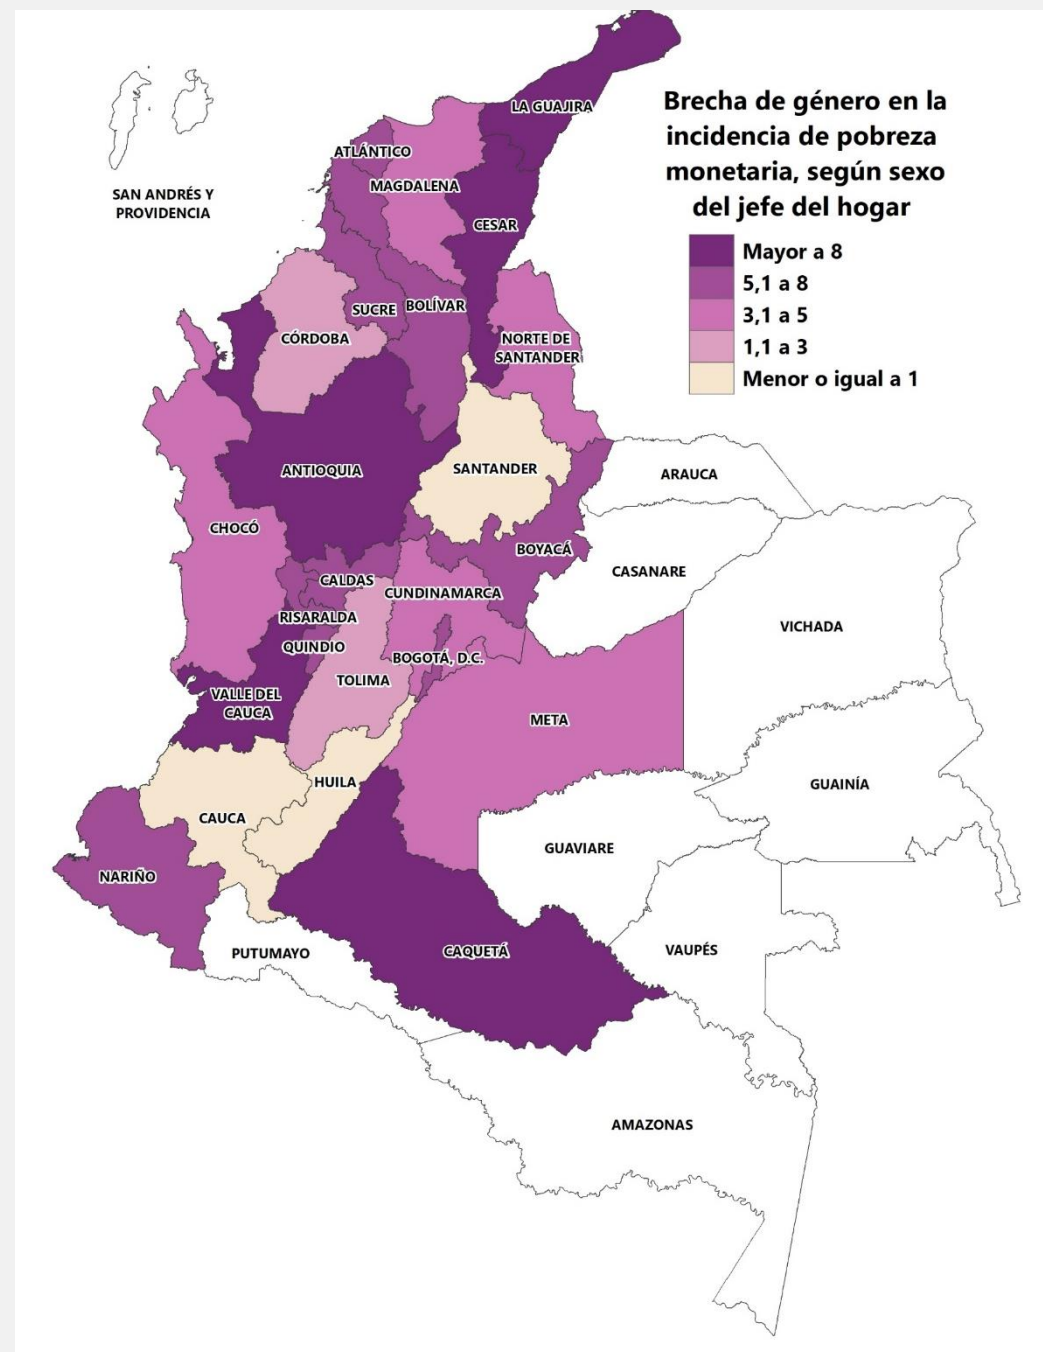 Brecha de género en la
incidencia de pobreza
monetaria, según sexo
del jefe del hogar
Mayor a 8
5,1 a 8
3,1 a 5
1,1 a 3
Menor o igual a 1
LA GUAJIRA
ATLÁNTICO
MAGDALENA
SAN ANDRÉS Y
PROVIDENCIA
CESAR
SUCRE
BOLÍVAR
CÓRDOBA
NORTE DE
SANTANDER
ANTIOQUIA
SANTANDER
ARAUCA
CHOCÓ
BOYACÁ
CASANARE
CALDAS
CUNDINAMARCA
RISARALDA
VICHADA
QUINDIO
BOGOTÁ, D.C.
TOLIMA
VALLE DEL
CAUCA
META
HUILA
GUAINÍA
CAUCA
GUAVIARE
NARIÑO
PUTUMAYO
CAQUETÁ
VAUPÉS
AMAZONAS